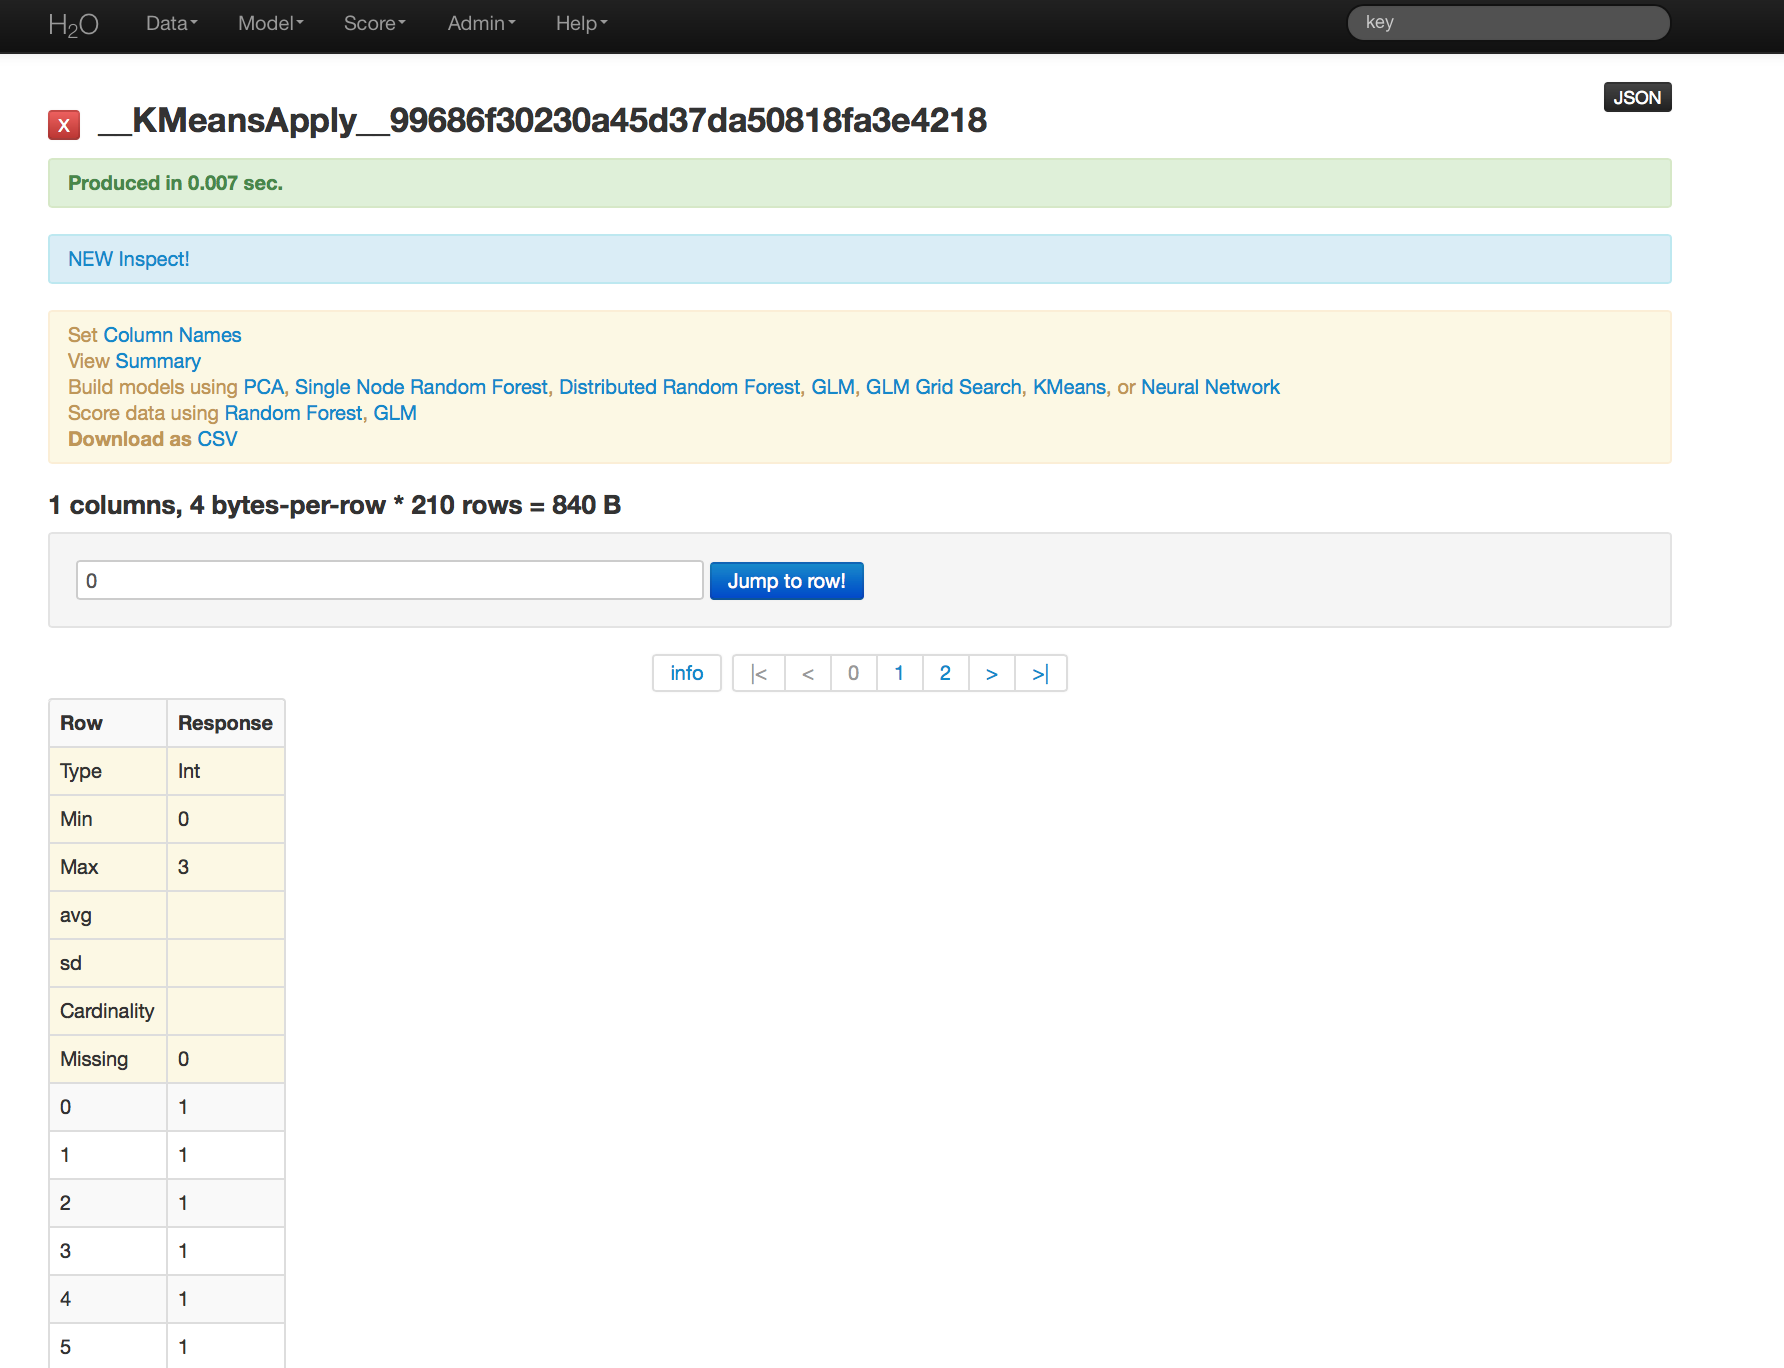 H2O Data Model Score Admin Help key
JSON
X __KMeansApply__99686f30230a45d37da50818fa3e4218
Produced in 0.007 sec.
NEW Inspect!
Set Column Names
View Summary
Build models using PCA, Single Node Random Forest, Distributed Random Forest, GLM, GLM Grid Search, KMeans, or Neural Network
Score data using Random Forest, GLM
Download as CSV
1 columns, 4 bytes-per-row * 210 rows = 840 B
0 Jump to row!
info |< < 0 1 2 > >|
Row Response
Type Int
Min 0
Max 3
avg
sd
Cardinality
Missing 0
0 1
1 1
2 1
3 1
4 1
5 1